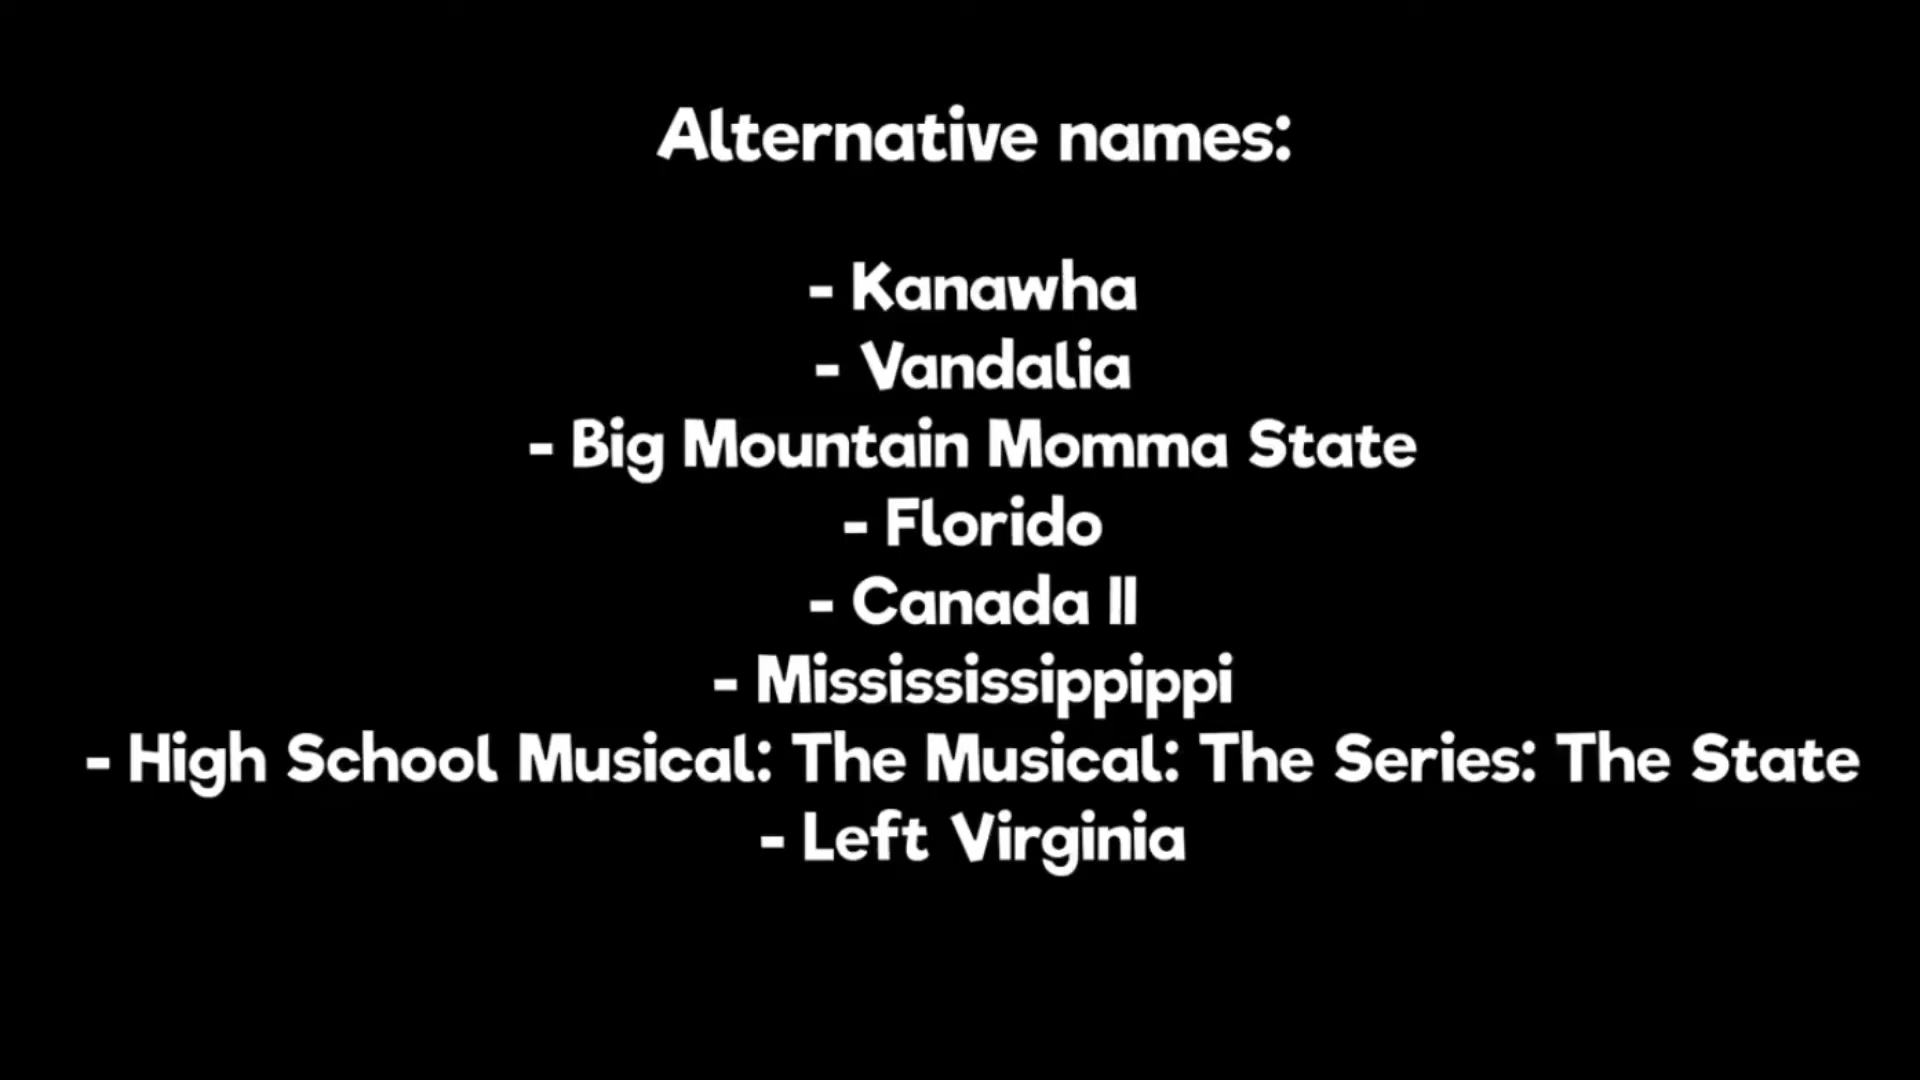 Alternative names:
- Kanawha
- Vandalia
- Big Mountain Momma State
- Florido
- Canada II
- Missississississippippi
- High School Musical: The Musical: The Series: The State
- Left Virginia